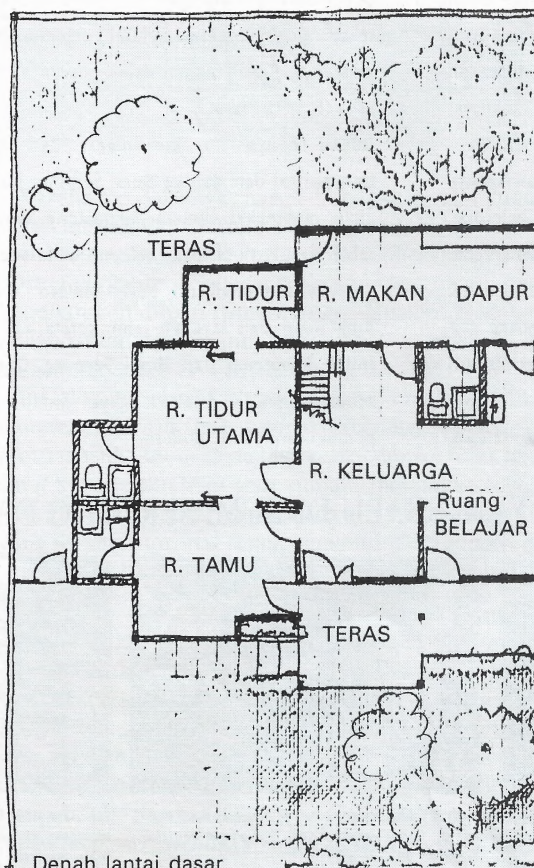 TERAS
R. TIDUR
R. MAKAN
DAPUR
R. TIDUR
UTAMA
R. KELUARGA
Ruang
BELAJAR
R. TAMU
TERAS
Denah lantai dasar